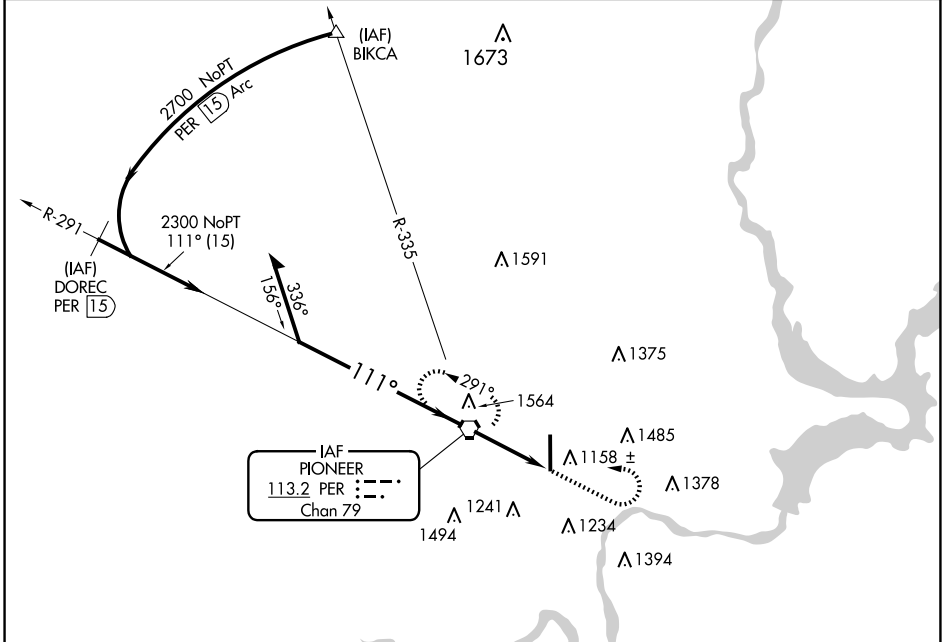 (IAF)
BIKCA
1673
2700 NoPT
PER 15 Arc
R-291
2300 NoPT
111° (15)
R-335
(IAF)
DOREC
PER 15
1591
336°
156°
1375
111°
291°
1564
1485
1158 ±
1378
IAF
PIONEER
113.2 PER
Chan 79
1241
1494
1234
1394